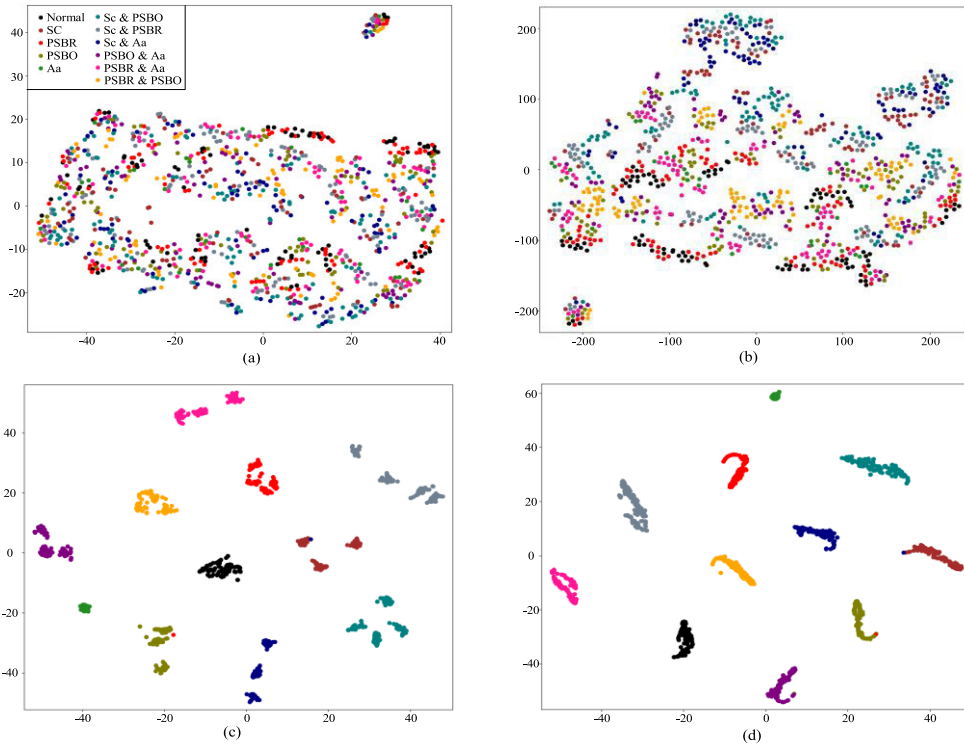 Normal
SC
PSBR
PSBO
Aa
Sc & PSBO
Sc & PSBR
Sc & Aa
PSBO & Aa
PSBR & Aa
PSBR & PSBO
40
30
20
10
0
-10
-20
-40
-20
0
20
40
(a)
200
100
0
-100
-200
-200
-100
0
100
200
(b)
40
20
0
-20
-40
-40
-20
0
20
40
(c)
60
40
20
0
-20
-40
-40
-20
0
20
40
(d)